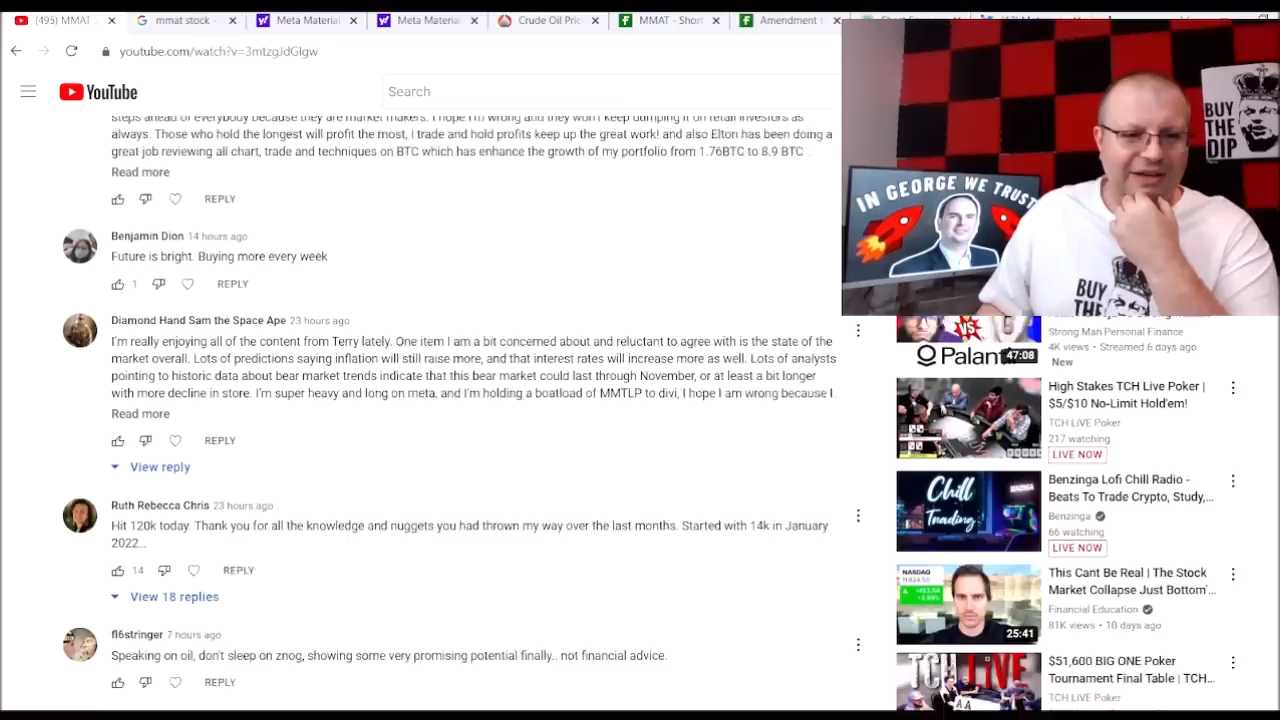 (495) MMAT
mmat stock -
Meta Material
Meta Materia
Crude Oil Pric
MMAT - Short
Amendment t
youtube.com/watch?v=3mtzgJdGlqw
YouTube
Search
steps ahead of everybody because they are market makers. I hope I'm wrong and they won't keep dumping it on retail investors as
always. Those who hold the longest will profit the most, I trade and hold profits keep up the great work! and also Elton has been doing a
great job reviewing all chart, trade and techniques on BTC which has enhance the growth of my portfolio from 1.76BTC to 8.9 BTC
Read more
REPLY
Benjamin Dion 14 hours ago
Future is bright. Buying more every week
1 REPLY
Diamond Hand Sam the Space Ape 23 hours ago
I'm really enjoying all of the content from Terry lately. One item I am a bit concerned about and reluctant to agree with is the state of the
market overall. Lots of predictions saying inflation will still raise more, and that interest rates will increase more as well. Lots of analysts
pointing to historic data about bear market trends indicate that this bear market could last through November, or at least a bit longer
with more decline in store. I'm super heavy and long on meta, and I'm holding a boatload of MMTLP to divi, I hope I am wrong because I
Read more
REPLY
View reply
Ruth Rebecca Chris 23 hours ago
Hit 120k today. Thank you for all the knowledge and nuggets you had thrown my way over the last months. Started with 14k in January
2022...
14 REPLY
View 18 replies
fl6stringer 7 hours ago
Speaking on oil, don't sleep on znog, showing some very promising potential finally.. not financial advice.
REPLY
IN GEORGE WE TRUST
BUY
THE
DIP
BUY
THE
VS
Palant
47:08
Strong Man Personal Finance
4K views • Streamed 6 days ago
New
High Stakes TCH Live Poker |
$5/$10 No-Limit Hold'em!
TCH LIVE Poker
217 watching
LIVE NOW
Chill
Trading
BENZINGA
Benzinga Lofi Chill Radio -
Beats To Trade Crypto, Study,...
Benzinga
66 watching
LIVE NOW
NASDAQ
25:41
This Cant Be Real | The Stock
Market Collapse Just Bottom'...
Financial Education
81K views • 10 days ago
TCH LIVE
$51,600 BIG ONE Poker
Tournament Final Table | TCH...
TCH LIVE Poker